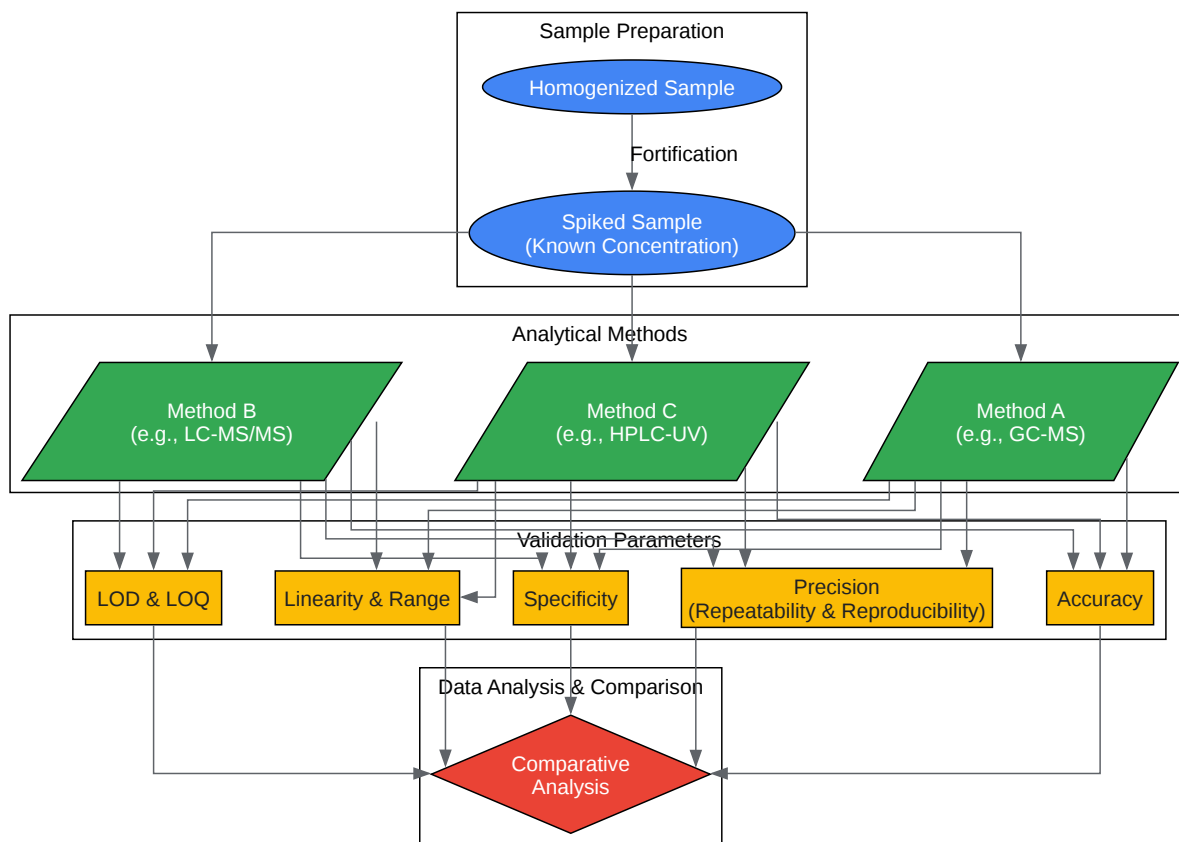 Sample Preparation
Homogenized Sample
Fortification
Spiked Sample
(Known Concentration)
Analytical Methods
Method B
(e.g., LC-MS/MS)
Method C
(e.g., HPLC-UV)
Method A
(e.g., GC-MS)
Validation Parameters
LOD & LOQ
Linearity & Range
Specificity
Precision
(Repeatability & Reproducibility)
Accuracy
Data Analysis & Comparison
Comparative
Analysis